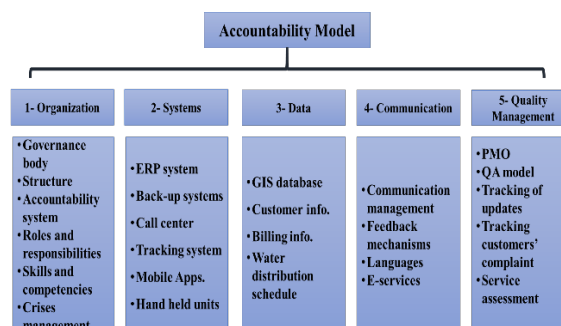 Accountability Model
1- Organization
•Governance
body
•Structure
•Accountability
system
•Roles and
responsibilities
•Skills and
competencies
•Crises
management
2- Systems
•ERP system
•Back-up systems
•Call center
•Tracking system
•Mobile Apps.
•Hand held units
3- Data
•GIS database
•Customer info.
•Billing info.
•Water
distribution
schedule
4- Communication
•Communication
management
•Feedback
mechanisms
•Languages
•E-services
5- Quality
Management
•PMO
•QA model
•Tracking of
updates
•Tracking
customers'
complaint
•Service
assessment